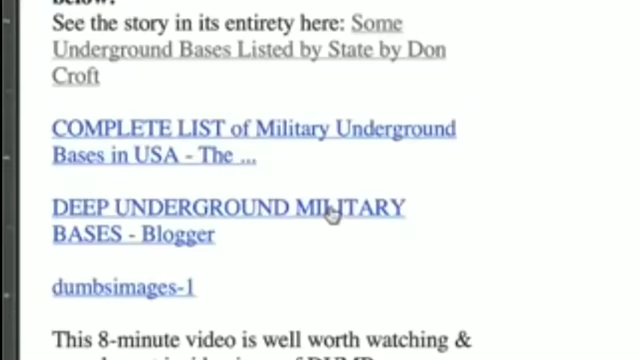 See the story in its entirety here: Some
Underground Bases Listed by State by Don
Croft
COMPLETE LIST of Military Underground
Bases in USA - The ...
DEEP UNDERGROUND MILITARY
BASES - Blogger
dumbsimages-1
This 8-minute video is well worth watching &